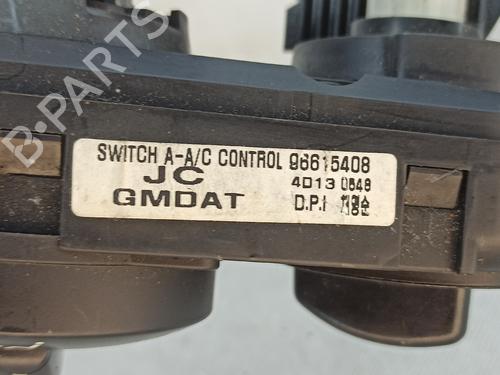 SWITCH A-A/C CONTROL 96615408
JC 4D13 0648
GMDAT D.P.I
B-PARTS